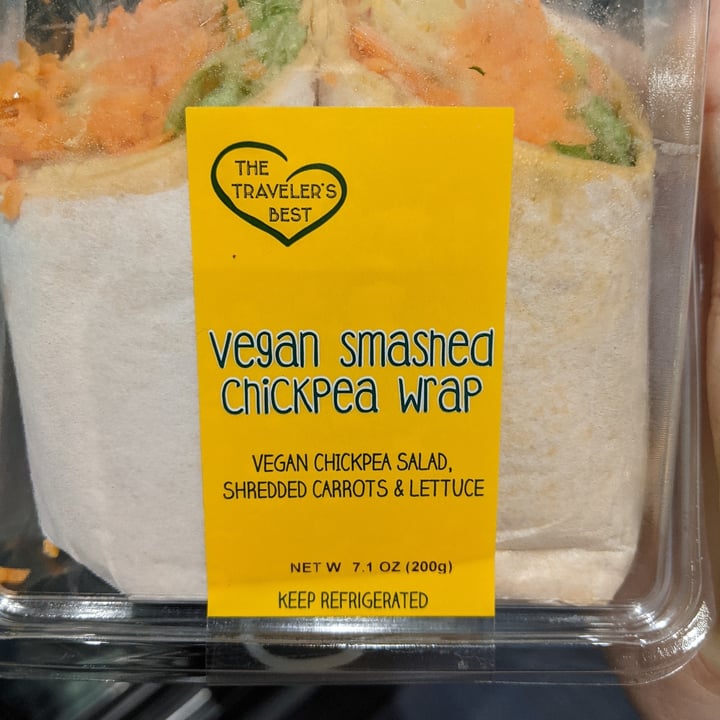 THE
TRAVELER'S
BEST
vegan smashed
chickpea wrap
VEGAN CHICKPEA SALAD,
SHREDDED CARROTS & LETTUCE
NET W 7.1 OZ (200g)
KEEP REFRIGERATED